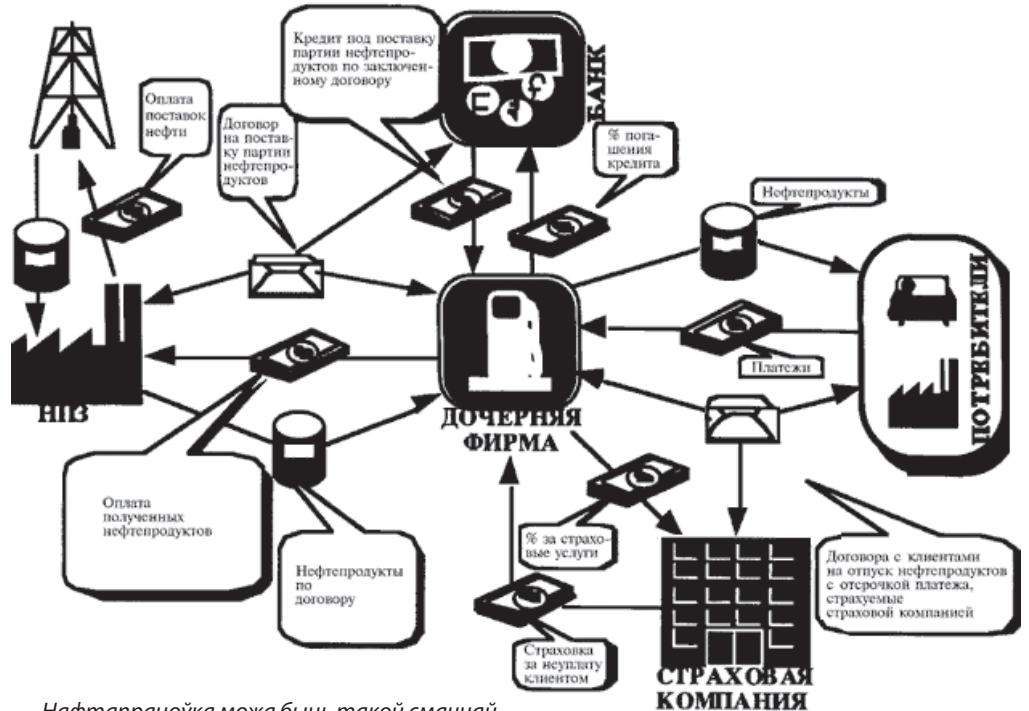 Кредит под поставку
партии нефтепро-
дуктов по заключен-
ному договору
БАНК
Оплата
поставок
нефти
Договор
на постав-
ку партии
нефтепро-
дуктов
% пога-
шения
кредита
Нефтепродукты
ПОТРЕБИТЕЛИ
Платежи
НПЗ
ДОЧЕРНЯЯ
ФИРМА
Оплата
полученных
нефтепродуктов
Нефтепродукты
по
договору
% за страхо-
вые услуги
Договора с клиентами
на отпуск нефтепродуктов
с отсрочкой платежа,
страхуемые
страховой компанией
Страховка
за неуплату
клиентом
СТРАХОВАЯ
КОМПАНИЯ